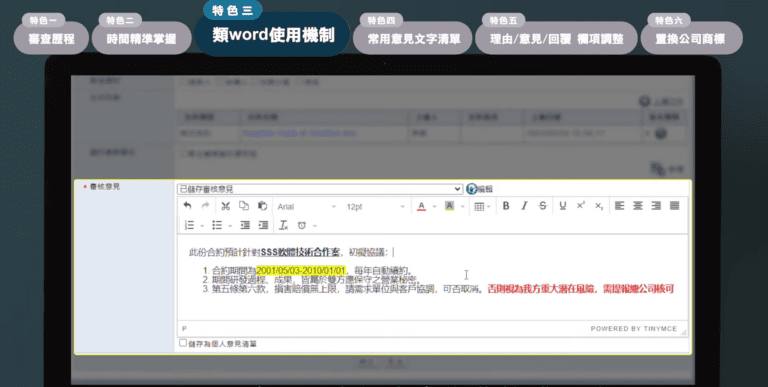 特色一
審查歷程
特色二
時間精準掌握
特色三
類word使用機制
特色四
常用意見文字清單
特色五
理由/意見/回覆 欄項調整
特色六
置換公司商標
* 審核意見
已儲存審核意見
編輯
Arial
12pt
此份合約預計針對SSS軟體技術合作案，初擬協議：
1. 合約期間為2001/05/03-2010/01/01，每年自動續約。
2. 期間研發過程、成果，皆屬於雙方應保守之營業秘密。
3. 第五條第六款，損害賠償無上限，請需求單位與客戶協調，可否取消。否則視為我方重大潛在風險，需提報總公司核可
P
POWERED BY TINYMCE
儲存為個人意見清單